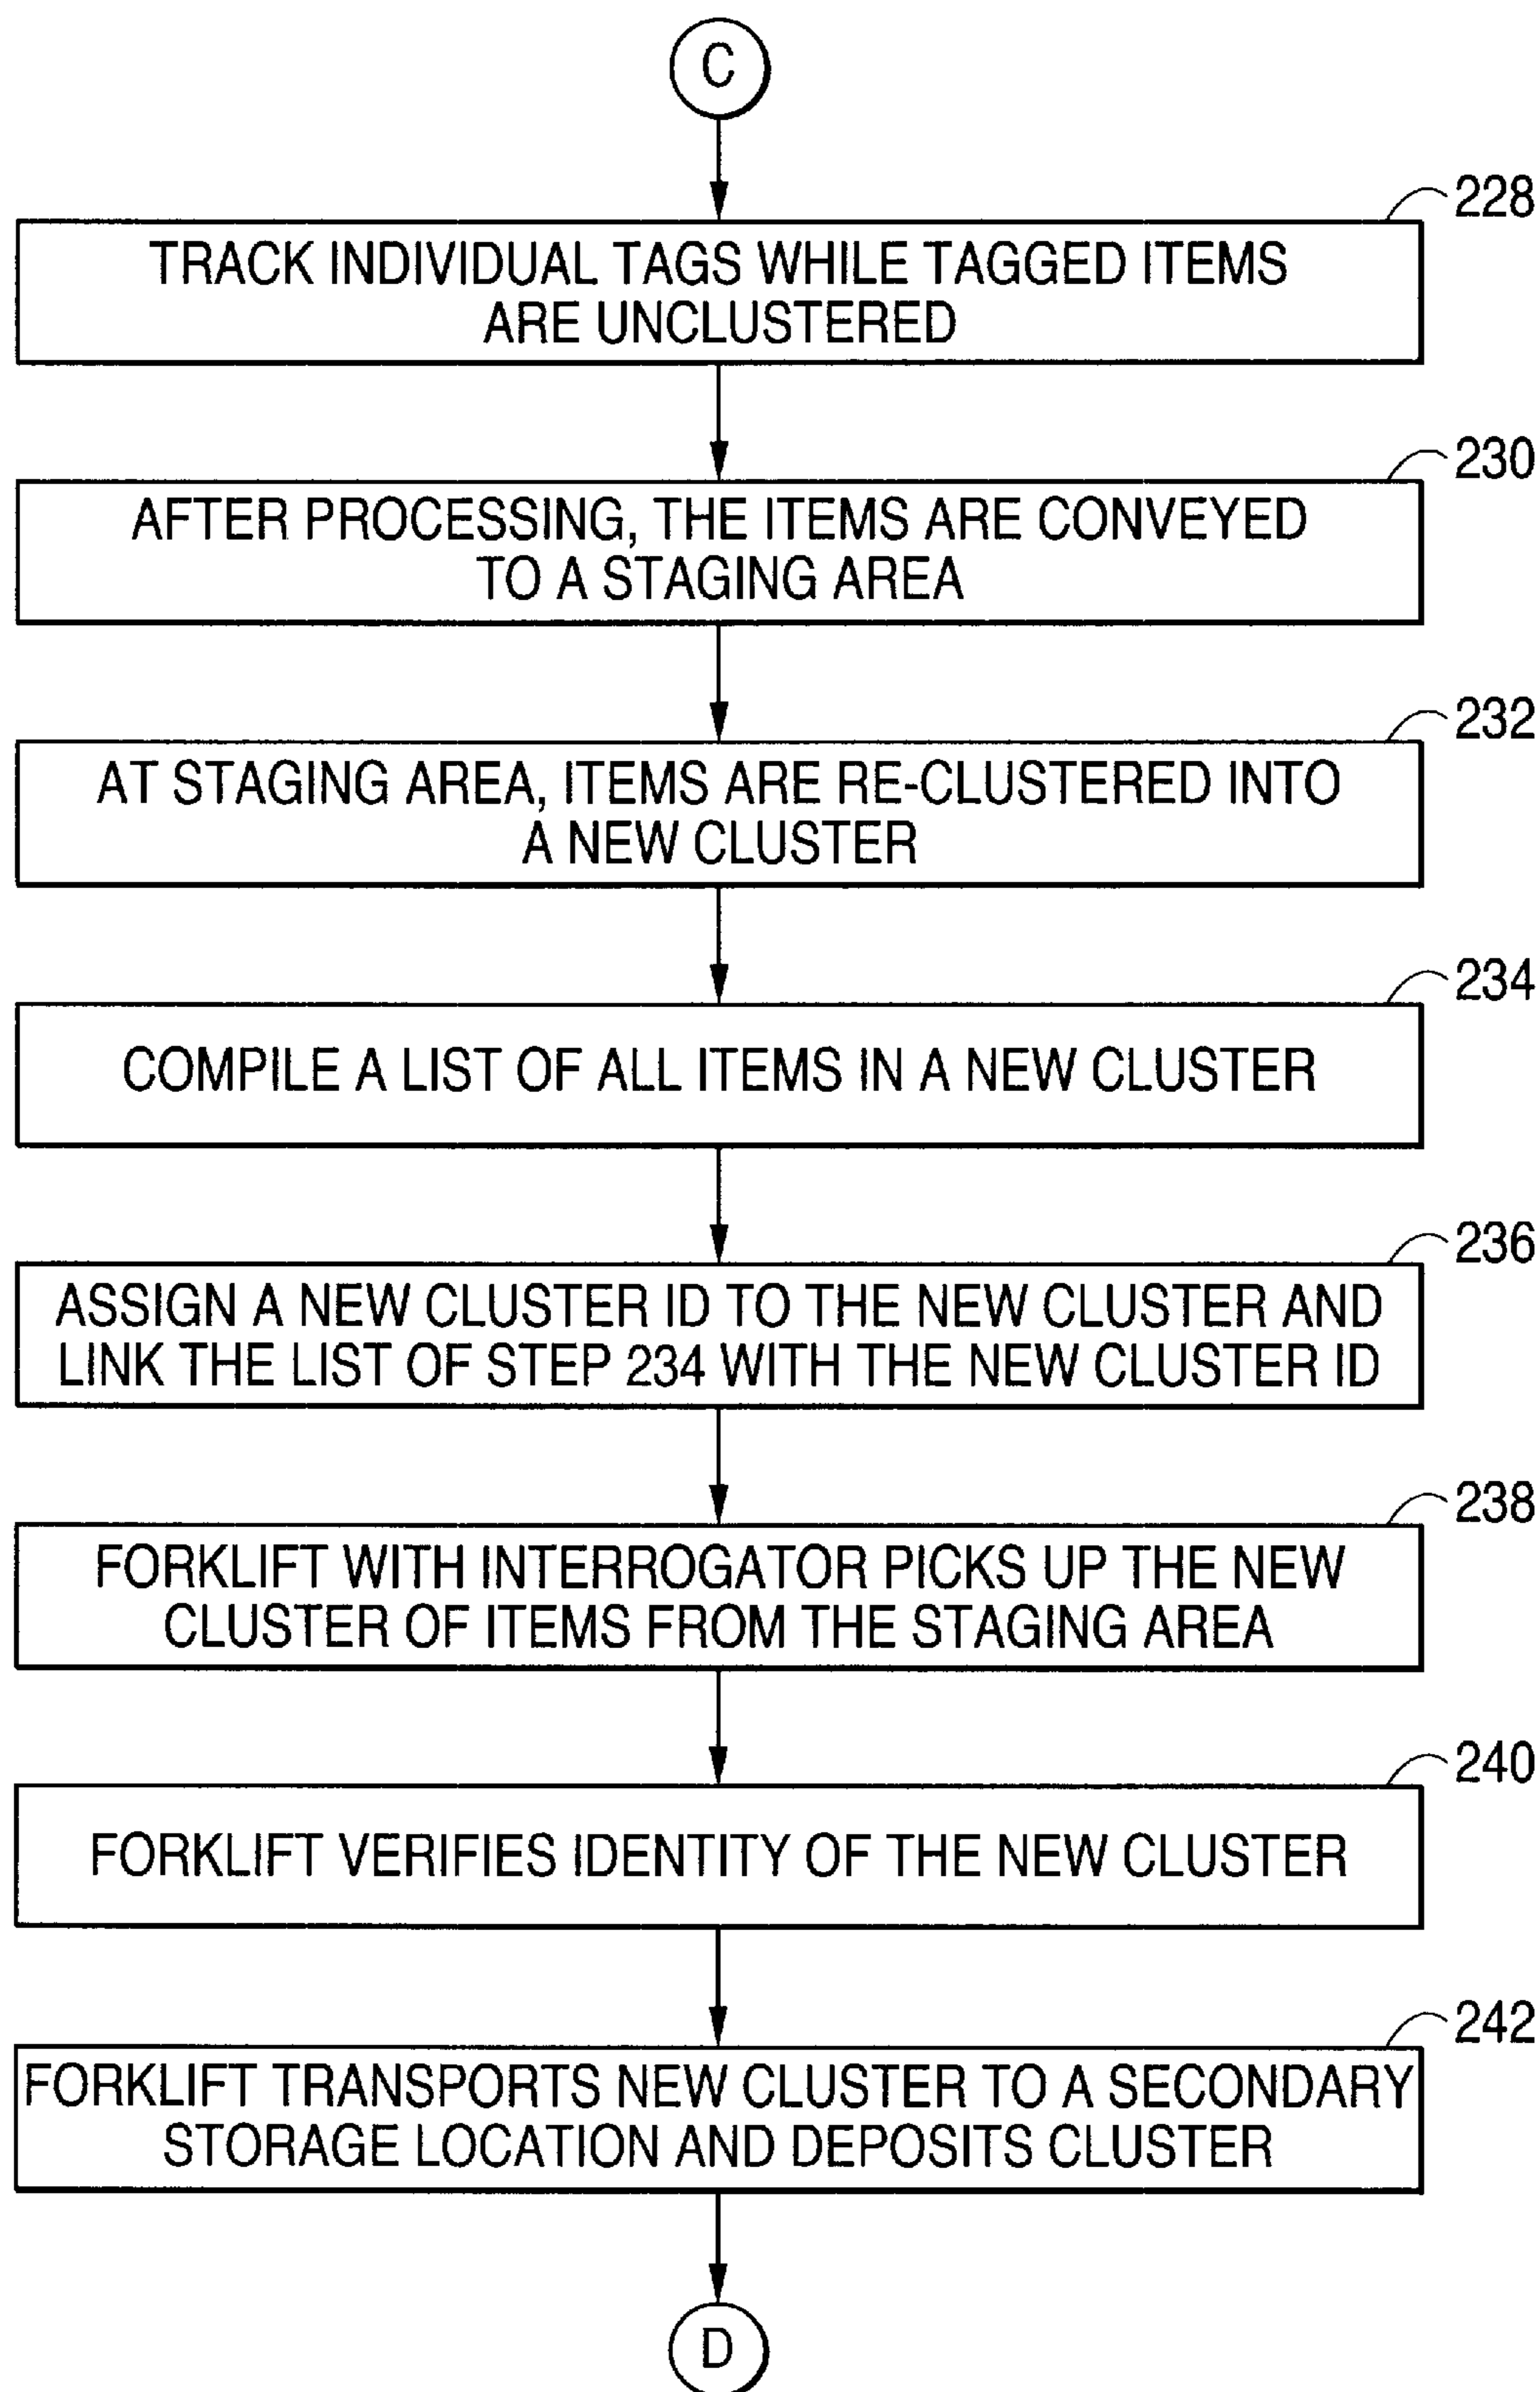 C
228
TRACK INDIVIDUAL TAGS WHILE TAGGED ITEMS
ARE UNCLUSTERED
230
AFTER PROCESSING, THE ITEMS ARE CONVEYED
TO A STAGING AREA
232
AT STAGING AREA, ITEMS ARE RE-CLUSTERED INTO
A NEW CLUSTER
234
COMPILE A LIST OF ALL ITEMS IN A NEW CLUSTER
236
ASSIGN A NEW CLUSTER ID TO THE NEW CLUSTER AND
LINK THE LIST OF STEP 234 WITH THE NEW CLUSTER ID
238
FORKLIFT WITH INTERROGATOR PICKS UP THE NEW
CLUSTER OF ITEMS FROM THE STAGING AREA
240
FORKLIFT VERIFIES IDENTITY OF THE NEW CLUSTER
242
FORKLIFT TRANSPORTS NEW CLUSTER TO A SECONDARY
STORAGE LOCATION AND DEPOSITS CLUSTER
D